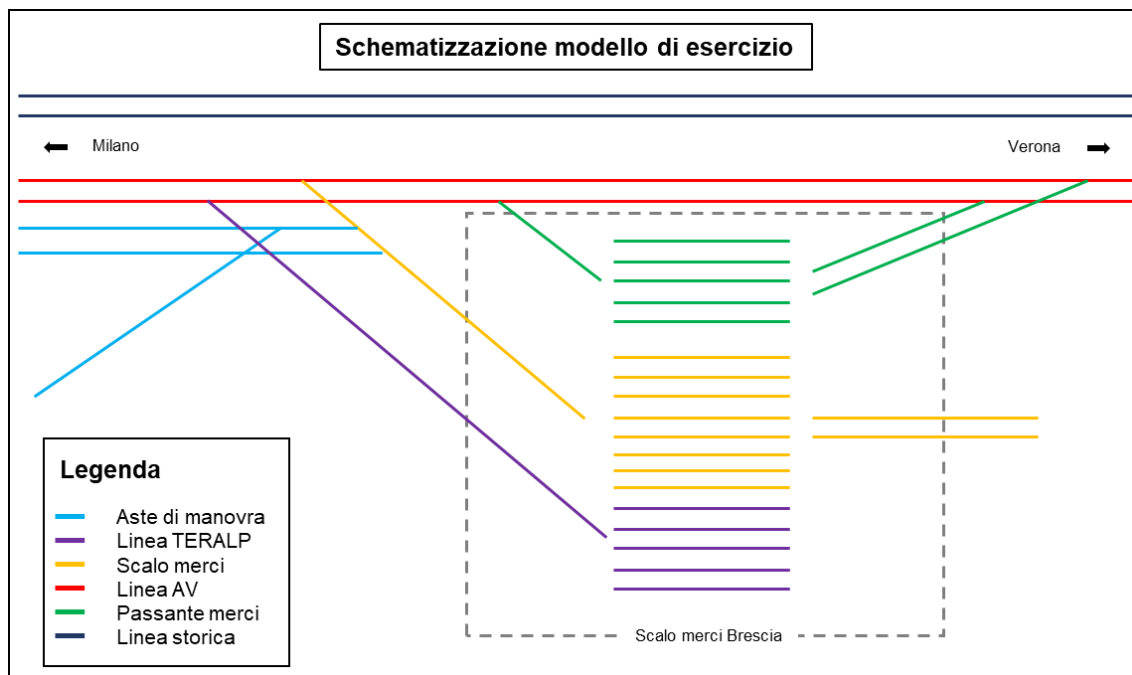 Schematizzazione modello di esercizio
Milano
Verona
Legenda
Aste di manovra
Linea TERALP
Scalo merci
Linea AV
Passante merci
Linea storica
Scalo merci Brescia